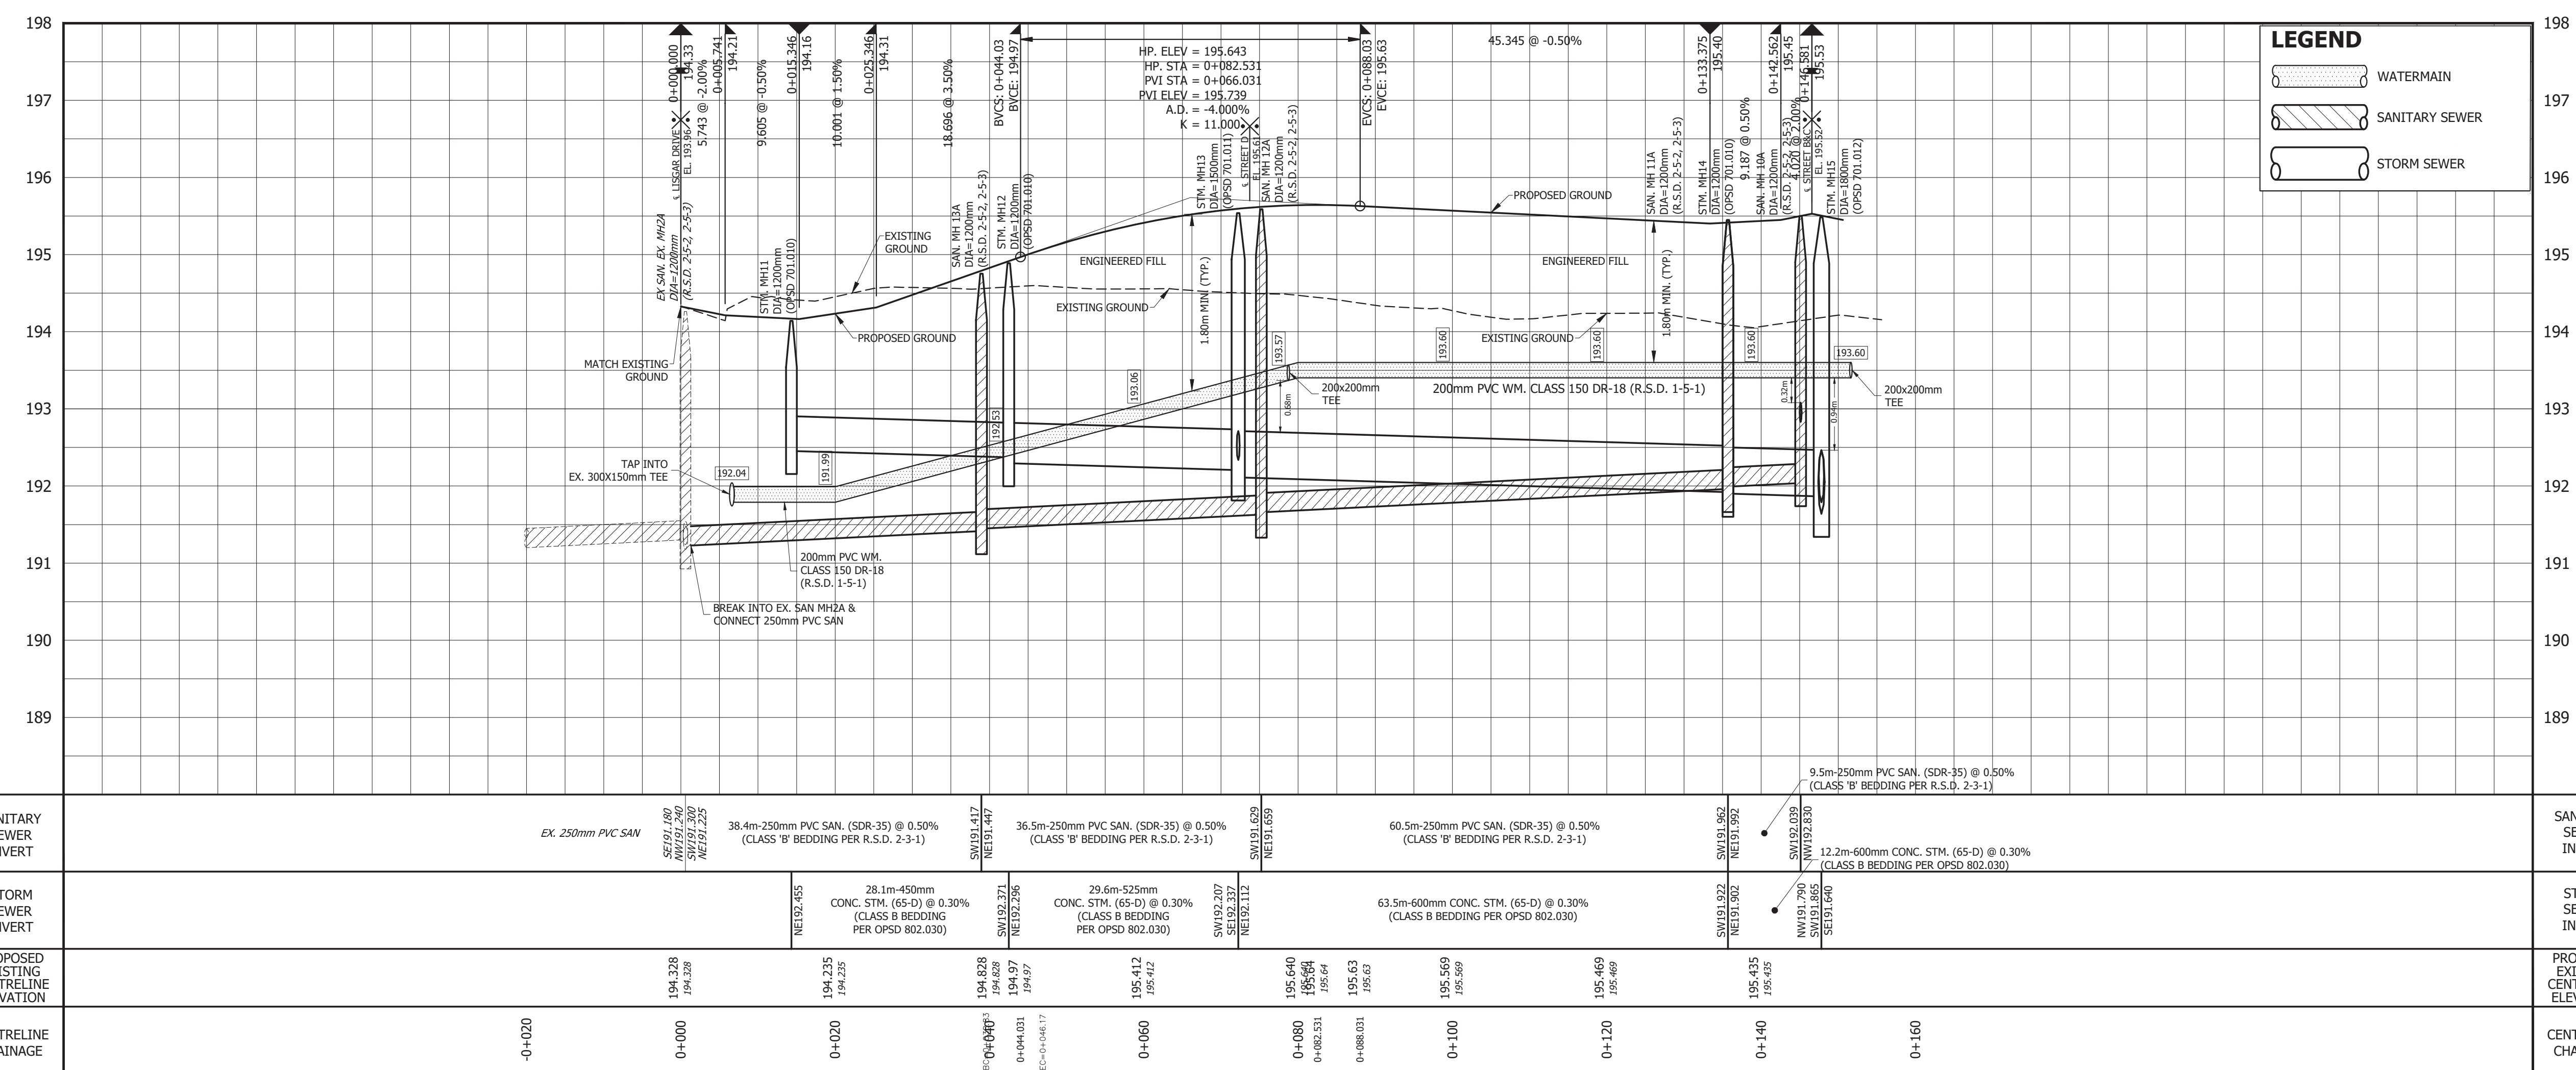 198
197
196
195
194
193
192
191
190
189
198
197
196
195
194
193
192
191
190
189
LEGEND
WATERMAIN
SANITARY SEWER
STORM SEWER
0+000.000
194.33
℄ LISGAR DRIVE
EL. 193.96
5.743 @ -2.00%
0+005.741
194.21
9.605 @ -0.50%
0+015.346
194.16
10.001 @ 1.50%
0+025.346
194.31
18.696 @ 3.50%
BVCS: 0+044.03
BVCE: 194.97
HP. ELEV = 195.643
HP. STA = 0+082.531
PVI STA = 0+066.031
PVI ELEV = 195.739
A.D. = -4.000%
K = 11.000
EVCS: 0+088.03
EVCE: 195.63
45.345 @ -0.50%
0+133.375
195.40
9.187 @ 0.50%
0+142.562
195.45
4.020 @ 2.00%
0+146.581
195.53
℄ STREET B&C
EL. 195.52
EX SAN. EX. MH2A
DIA=1200mm
(R.S.D. 2-5-2, 2-5-3)
STM. MH11
DIA=1200mm
(OPSD 701.010)
SAN. MH 13A
DIA=1200mm
(R.S.D. 2-5-2, 2-5-3)
STM. MH12
DIA=1200mm
(OPSD 701.010)
STM. MH13
DIA=1500mm
(OPSD 701.011)
℄ STREET D
EL. 195.61
SAN. MH 12A
DIA=1200mm
(R.S.D. 2-5-2, 2-5-3)
SAN. MH 11A
DIA=1200mm
(R.S.D. 2-5-2, 2-5-3)
STM. MH14
DIA=1200mm
(OPSD 701.010)
SAN. MH 10A
DIA=1200mm
(R.S.D. 2-5-2, 2-5-3)
STM. MH15
DIA=1800mm
(OPSD 701.012)
EXISTING
GROUND
PROPOSED GROUND
ENGINEERED FILL
EXISTING GROUND
1.80m MIN. (TYP.)
PROPOSED GROUND
ENGINEERED FILL
1.80m MIN. (TYP.)
EXISTING GROUND
MATCH EXISTING
GROUND
TAP INTO
EX. 300X150mm TEE
192.04
191.99
192.53
193.06
193.57
193.60
193.60
193.60
193.60
200x200mm
TEE
0.68m
200mm PVC WM. CLASS 150 DR-18 (R.S.D. 1-5-1)
0.32m
0.94m
200x200mm
TEE
200mm PVC WM.
CLASS 150 DR-18
(R.S.D. 1-5-1)
BREAK INTO EX. SAN MH2A &
CONNECT 250mm PVC SAN
9.5m-250mm PVC SAN. (SDR-35) @ 0.50%
(CLASS 'B' BEDDING PER R.S.D. 2-3-1)
EX. 250mm PVC SAN
SE191.180
NW191.240
SW191.300
NE191.225
38.4m-250mm PVC SAN. (SDR-35) @ 0.50%
(CLASS 'B' BEDDING PER R.S.D. 2-3-1)
SW191.417
NE191.447
36.5m-250mm PVC SAN. (SDR-35) @ 0.50%
(CLASS 'B' BEDDING PER R.S.D. 2-3-1)
SW191.629
NE191.659
60.5m-250mm PVC SAN. (SDR-35) @ 0.50%
(CLASS 'B' BEDDING PER R.S.D. 2-3-1)
SW191.962
NE191.992
SW192.039
NW192.830
12.2m-600mm CONC. STM. (65-D) @ 0.30%
(CLASS B BEDDING PER OPSD 802.030)
NE192.455
28.1m-450mm
CONC. STM. (65-D) @ 0.30%
(CLASS B BEDDING
PER OPSD 802.030)
SW192.371
NE192.296
29.6m-525mm
CONC. STM. (65-D) @ 0.30%
(CLASS B BEDDING
PER OPSD 802.030)
SW192.207
SE192.337
NE192.112
63.5m-600mm CONC. STM. (65-D) @ 0.30%
(CLASS B BEDDING PER OPSD 802.030)
SW191.922
NE191.902
NW191.790
SW191.865
SE191.640
194.328
194.328
194.235
194.235
194.828
194.828
194.97
194.97
195.412
195.412
195.640
195.640
195.64
195.64
195.63
195.63
195.569
195.569
195.469
195.469
195.435
195.435
-0+020
0+000
0+020
0+040
0+044.031
EC=0+046.17
0+060
0+080
0+082.531
0+088.031
0+100
0+120
0+140
0+160